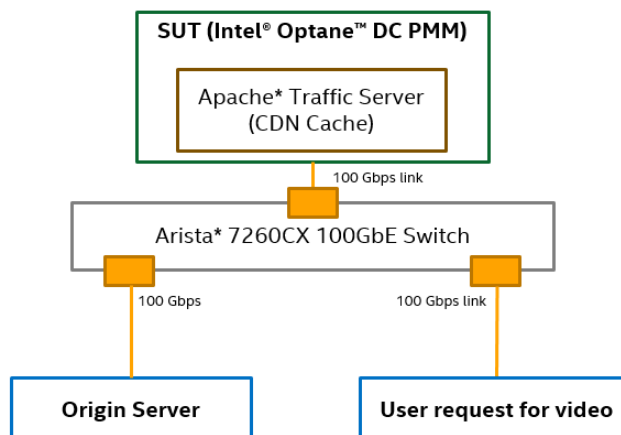 SUT (Intel® Optane™ DC PMM)
Apache* Traffic Server
(CDN Cache)
100 Gbps link
Arista* 7260CX 100GbE Switch
100 Gbps
100 Gbps link
Origin Server
User request for video